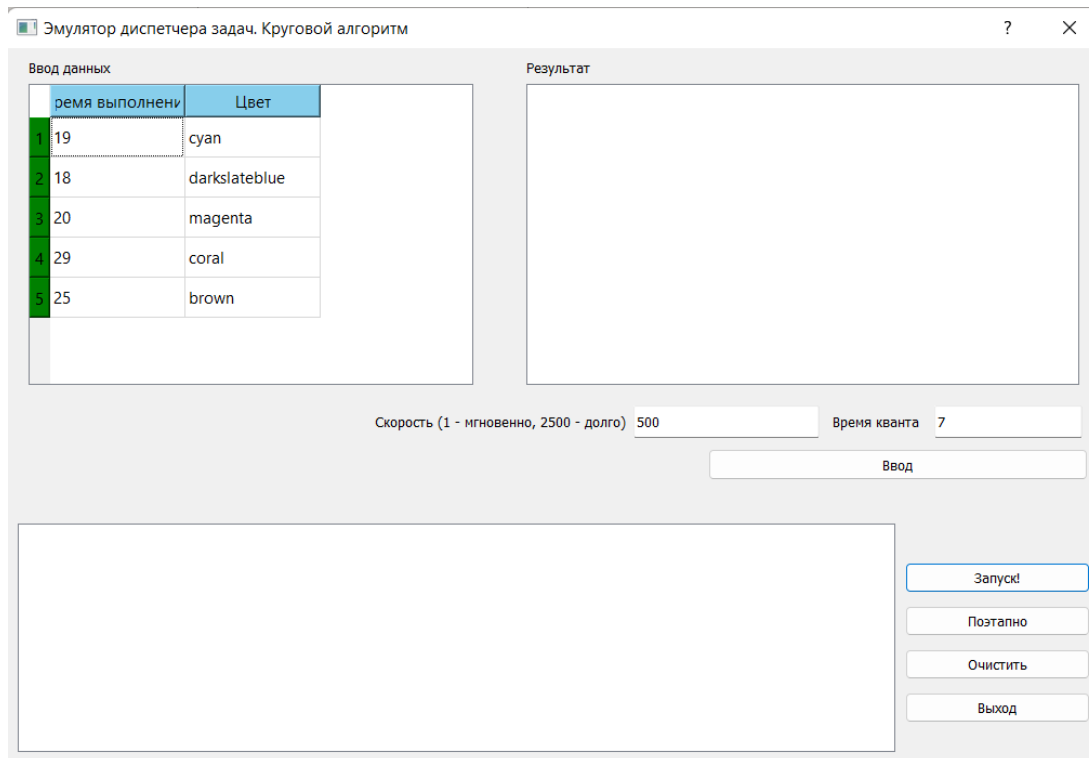 Эмулятор диспетчера задач. Круговой алгоритм ?
Ввод данных
ремя выполнени Цвет
1 19 cyan
2 18 darkslateblue
3 20 magenta
4 29 coral
5 25 brown
Результат
Скорость (1 - мгновенно, 2500 - долго) 500 Время кванта 7
Ввод
Запуск!
Поэтапно
Очистить
Выход